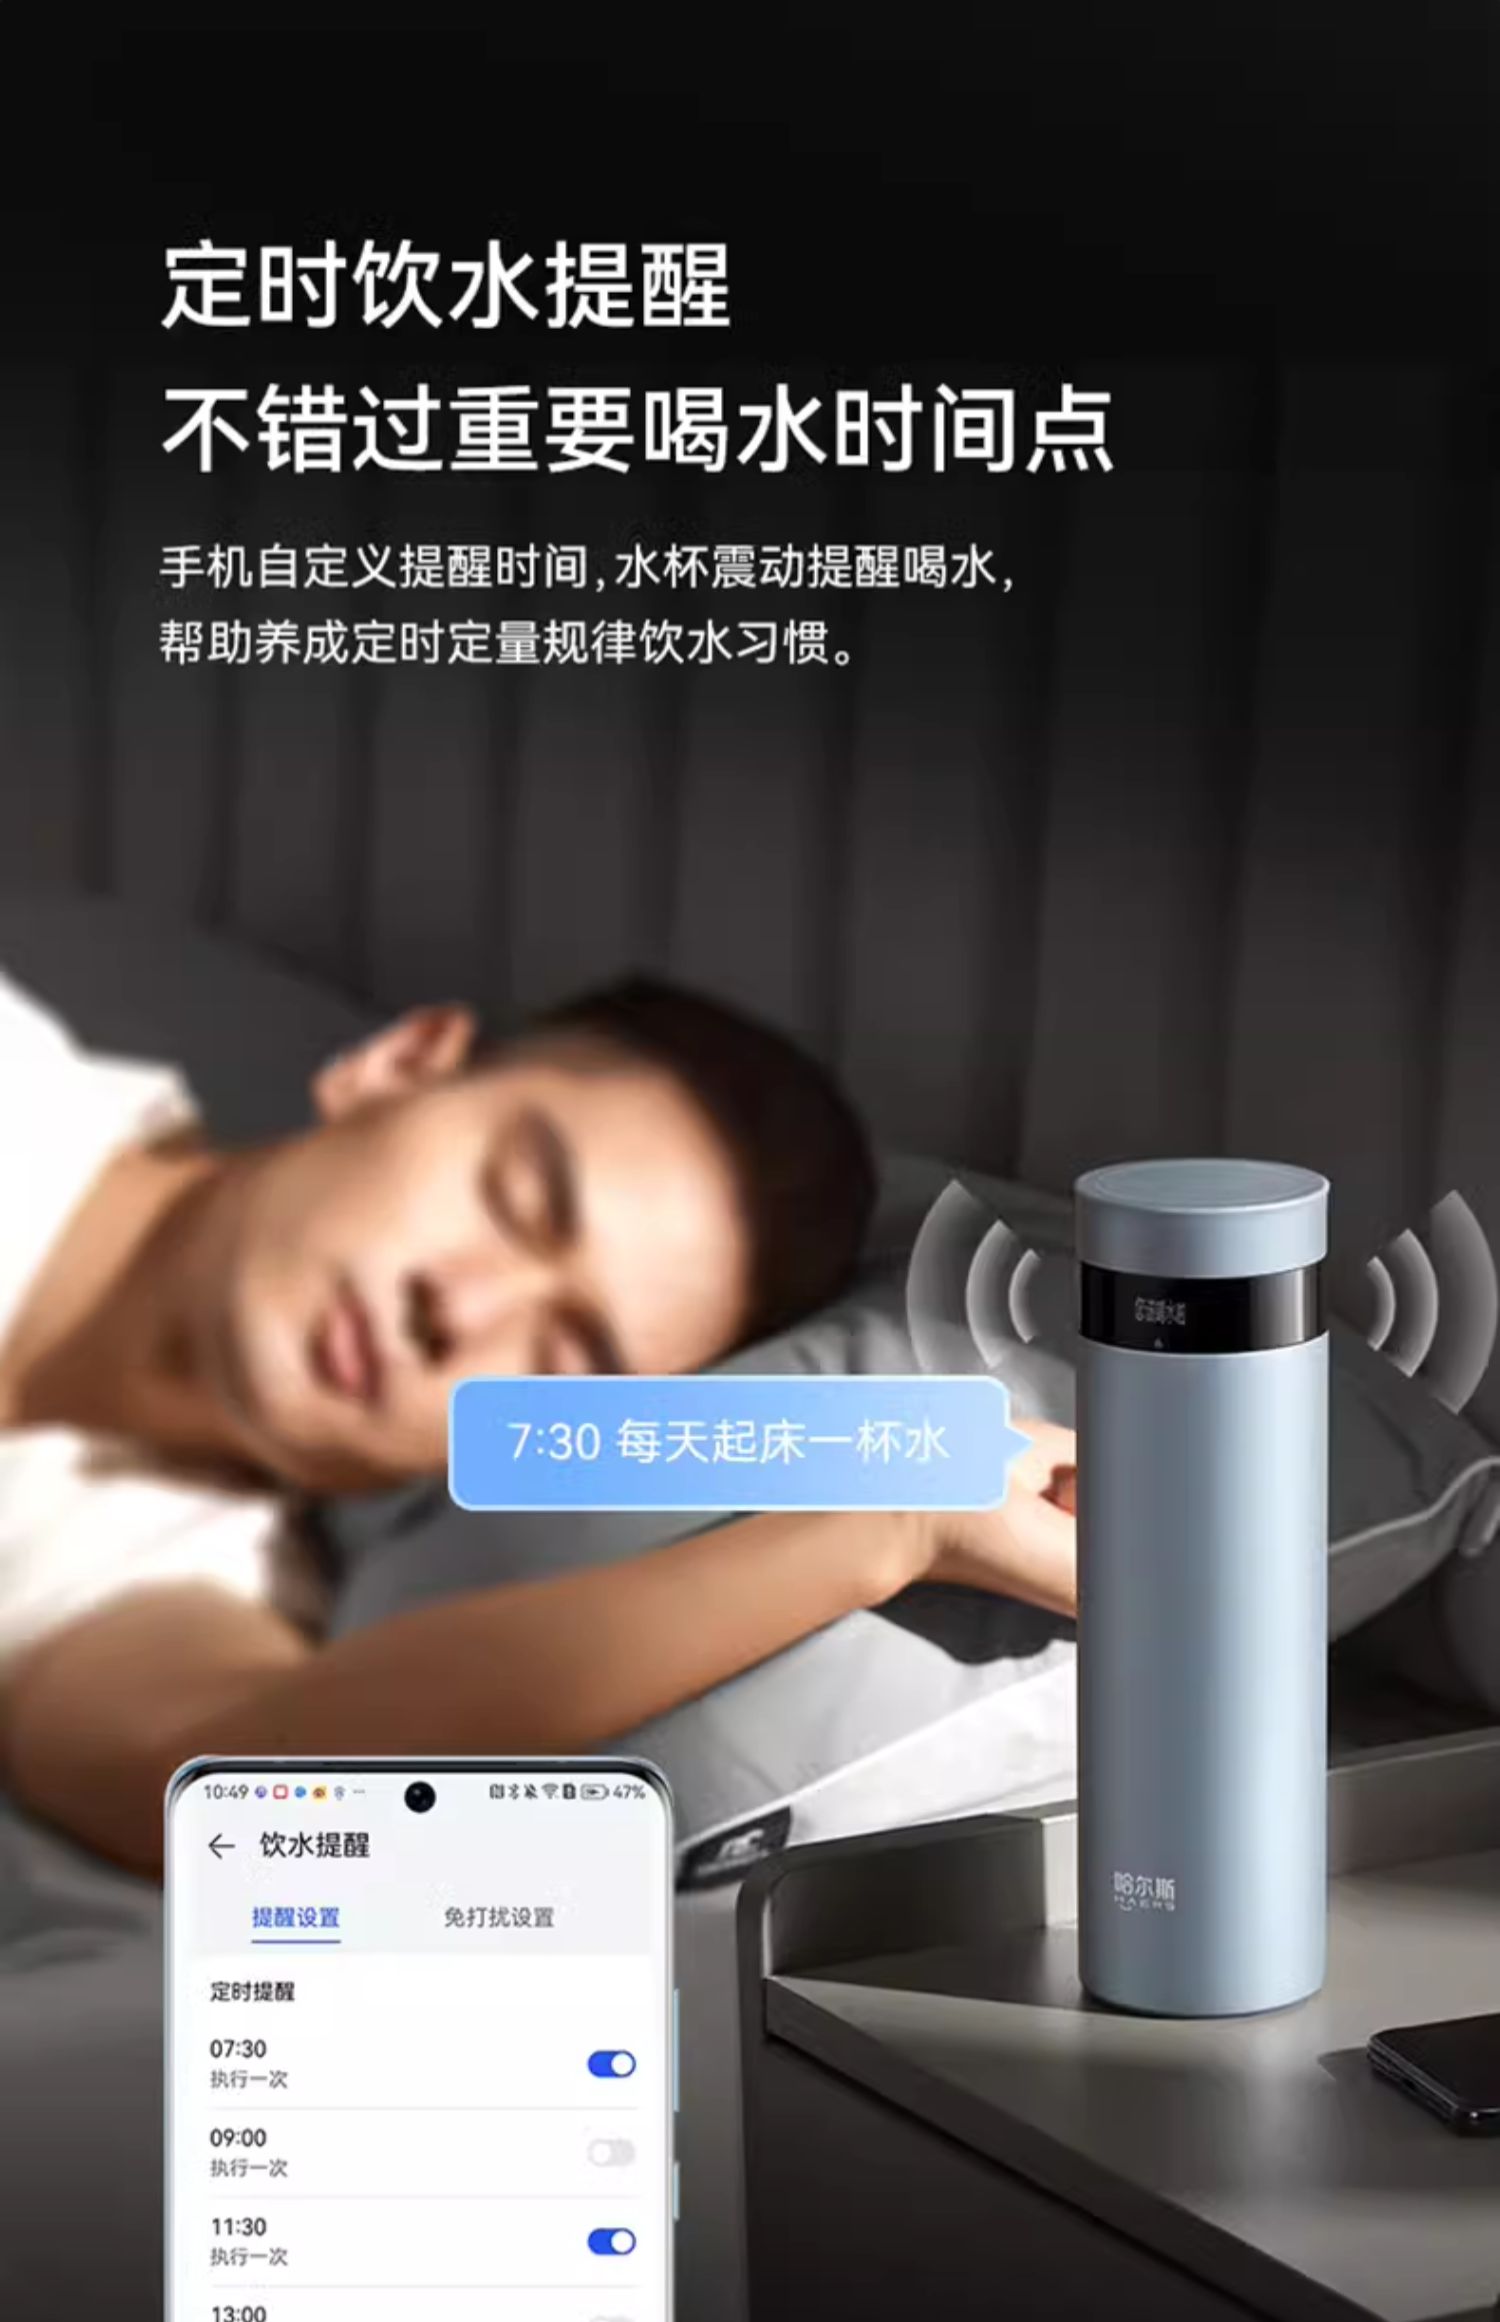 定时饮水提醒
不错过重要喝水时间点
手机自定义提醒时间,水杯震动提醒喝水,
帮助养成定时定量规律饮水习惯。
7:30 每天起床一杯水
哈尔斯
HAERS
10:49
47%
饮水提醒
提醒设置 免打扰设置
定时提醒
07:30
执行一次
09:00
执行一次
11:30
执行一次
13:00